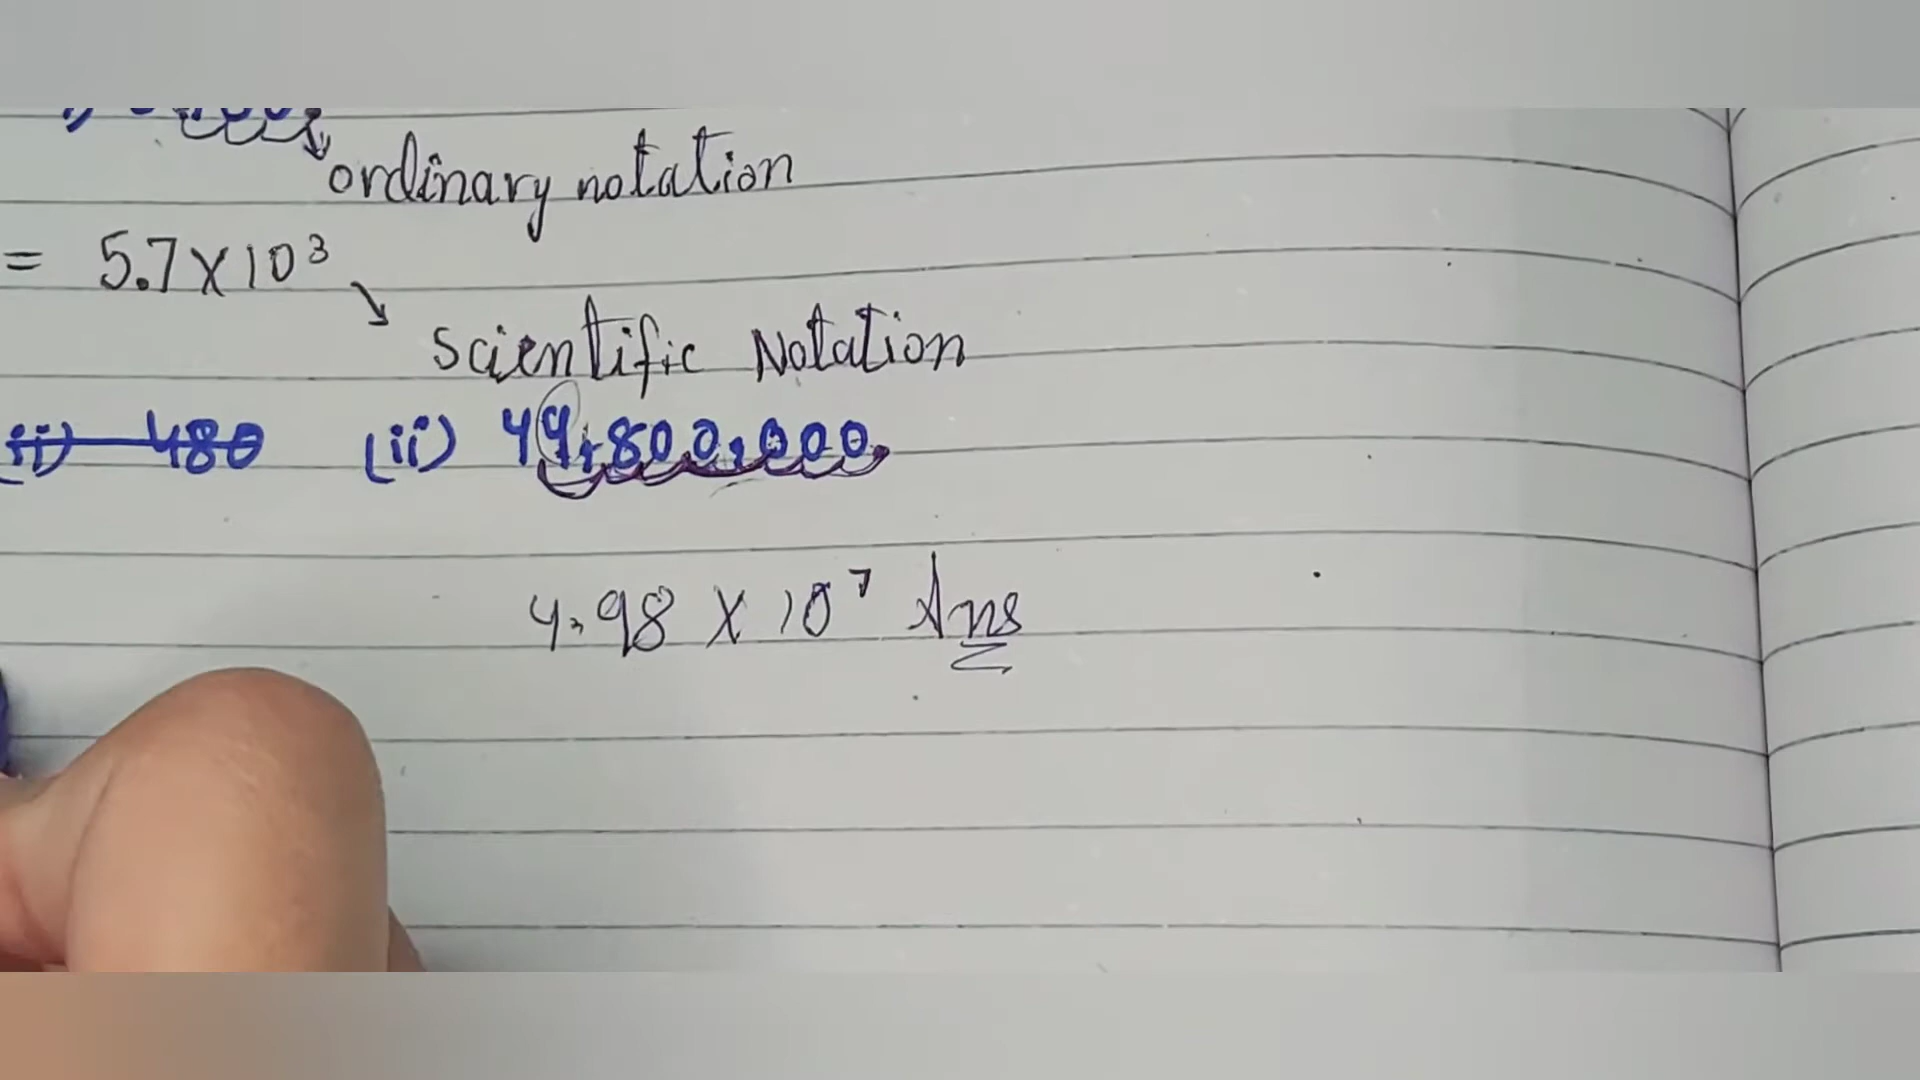 ordinary notation
= 5.7 X 10³
Scientific Notation
(ii) 480 (ii) 49,800,000.
4.98 X 10⁷ Ans